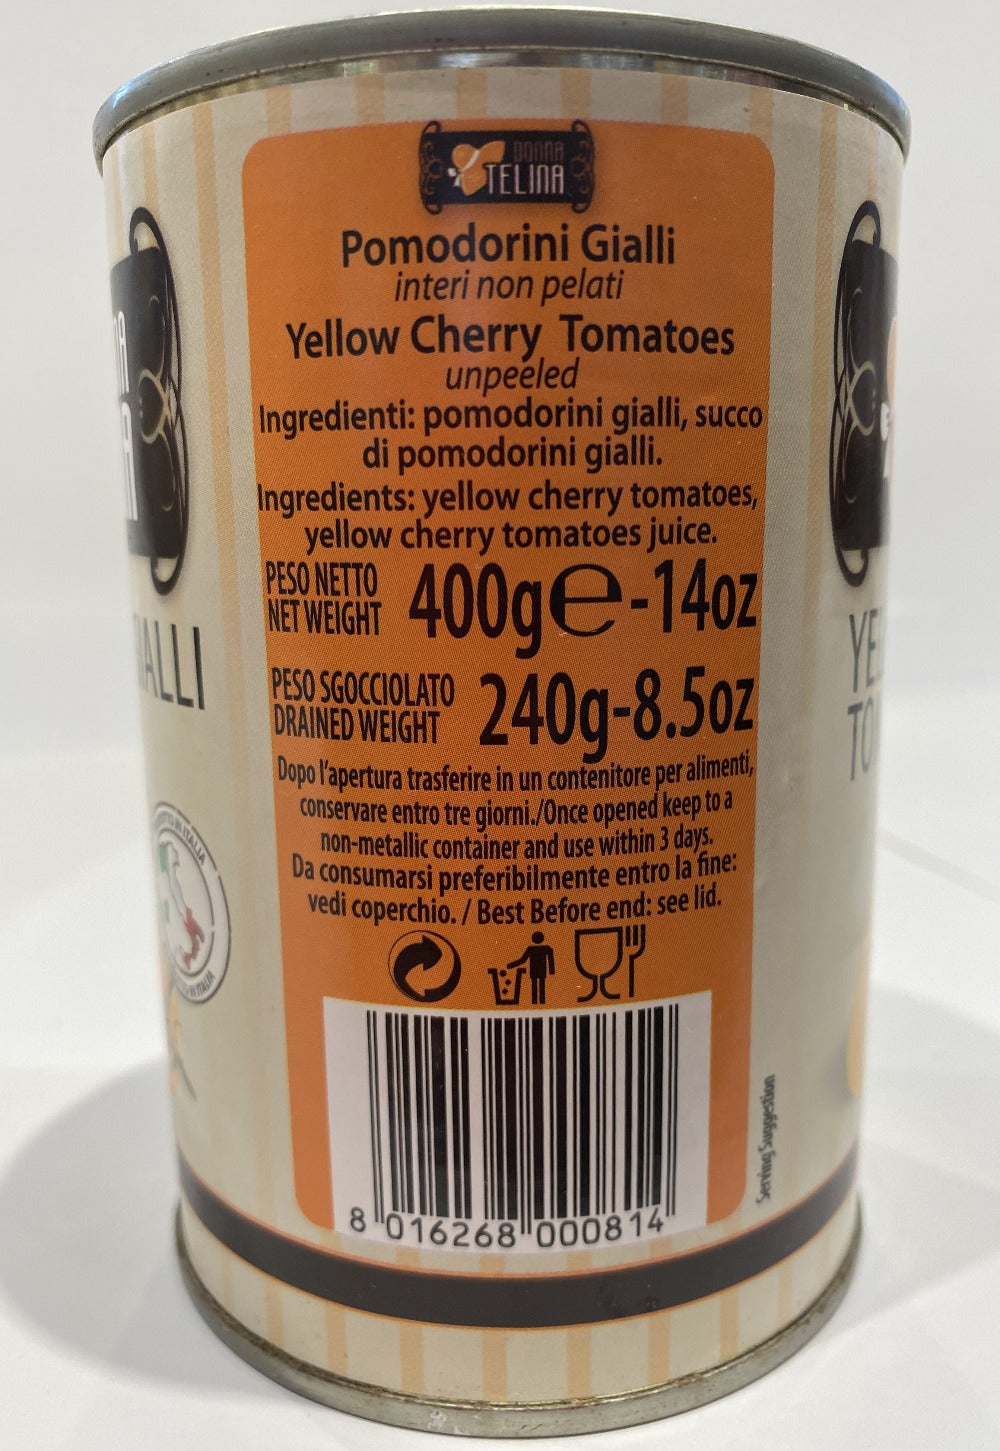 DONNA
TELINA
Pomodorini Gialli
interi non pelati
Yellow Cherry Tomatoes
unpeeled
Ingredienti: pomodorini gialli, succo
di pomodorini gialli.
Ingredients: yellow cherry tomatoes,
yellow cherry tomatoes juice.
PESO NETTO
NET WEIGHT
400g℮-14oz
PESO SGOCCIOLATO
DRAINED WEIGHT
240g-8.5oz
Dopo l'apertura trasferire in un contenitore per alimenti,
conservare entro tre giorni./Once opened keep to a
non-metallic container and use within 3 days.
Da consumarsi preferibilmente entro la fine:
vedi coperchio. / Best Before end: see lid.
8 016268 000814
Serving Suggestion
IN ITALIA
IN ITALIA